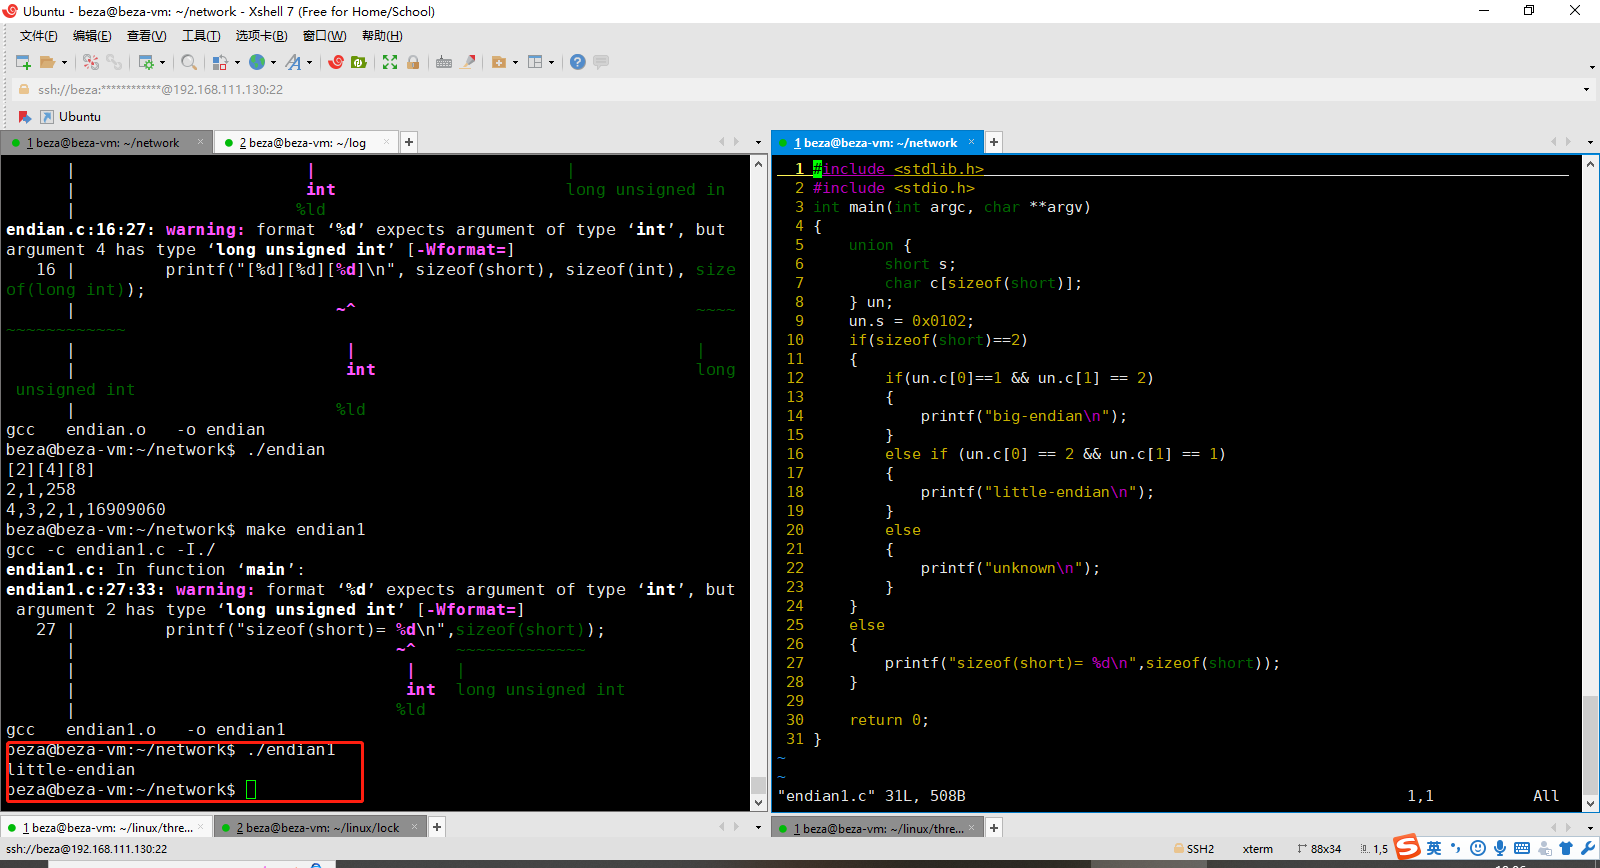 Ubuntu - beza@beza-vm: ~/network - Xshell 7 (Free for Home/School)
文件(F) 编辑(E) 查看(V) 工具(T) 选项卡(B) 窗口(W) 帮助(H)
ssh://beza:************@192.168.111.130:22
Ubuntu
1 beza@beza-vm: ~/network × 2 beza@beza-vm: ~/log × +
| | |
| int long unsigned in
| %ld
endian.c:16:27: warning: format ‘%d’ expects argument of type ‘int’, but
argument 4 has type ‘long unsigned int’ [-Wformat=]
16 | printf("[%d][%d][%d]\n", sizeof(short), sizeof(int), size
of(long int));
| ~^ ~~~~
~~~~~~~~~~~~
| | |
| int long
unsigned int
| %ld
gcc endian.o -o endian
beza@beza-vm:~/network$ ./endian
[2][4][8]
2,1,258
4,3,2,1,16909060
beza@beza-vm:~/network$ make endian1
gcc -c endian1.c -I./
endian1.c: In function ‘main’:
endian1.c:27:33: warning: format ‘%d’ expects argument of type ‘int’, but
argument 2 has type ‘long unsigned int’ [-Wformat=]
27 | printf("sizeof(short)= %d\n",sizeof(short));
| ~^ ~~~~~~~~~~~~~
| | |
| int long unsigned int
| %ld
gcc endian1.o -o endian1
beza@beza-vm:~/network$ ./endian1
little-endian
beza@beza-vm:~/network$
1 beza@beza-vm: ~/linux/thre... × 2 beza@beza-vm: ~/linux/lock × +
1 beza@beza-vm: ~/network × +
1 #include <stdlib.h>
2 #include <stdio.h>
3 int main(int argc, char **argv)
4 {
5 union {
6 short s;
7 char c[sizeof(short)];
8 } un;
9 un.s = 0x0102;
10 if(sizeof(short)==2)
11 {
12 if(un.c[0]==1 && un.c[1] == 2)
13 {
14 printf("big-endian\n");
15 }
16 else if (un.c[0] == 2 && un.c[1] == 1)
17 {
18 printf("little-endian\n");
19 }
20 else
21 {
22 printf("unknown\n");
23 }
24 }
25 else
26 {
27 printf("sizeof(short)= %d\n",sizeof(short));
28 }
29
30 return 0;
31 }
~
~
"endian1.c" 31L, 508B 1,1 All
1 beza@beza-vm: ~/linux/thre... × +
ssh://beza@192.168.111.130:22 SSH2 xterm 88x34 1,5 英